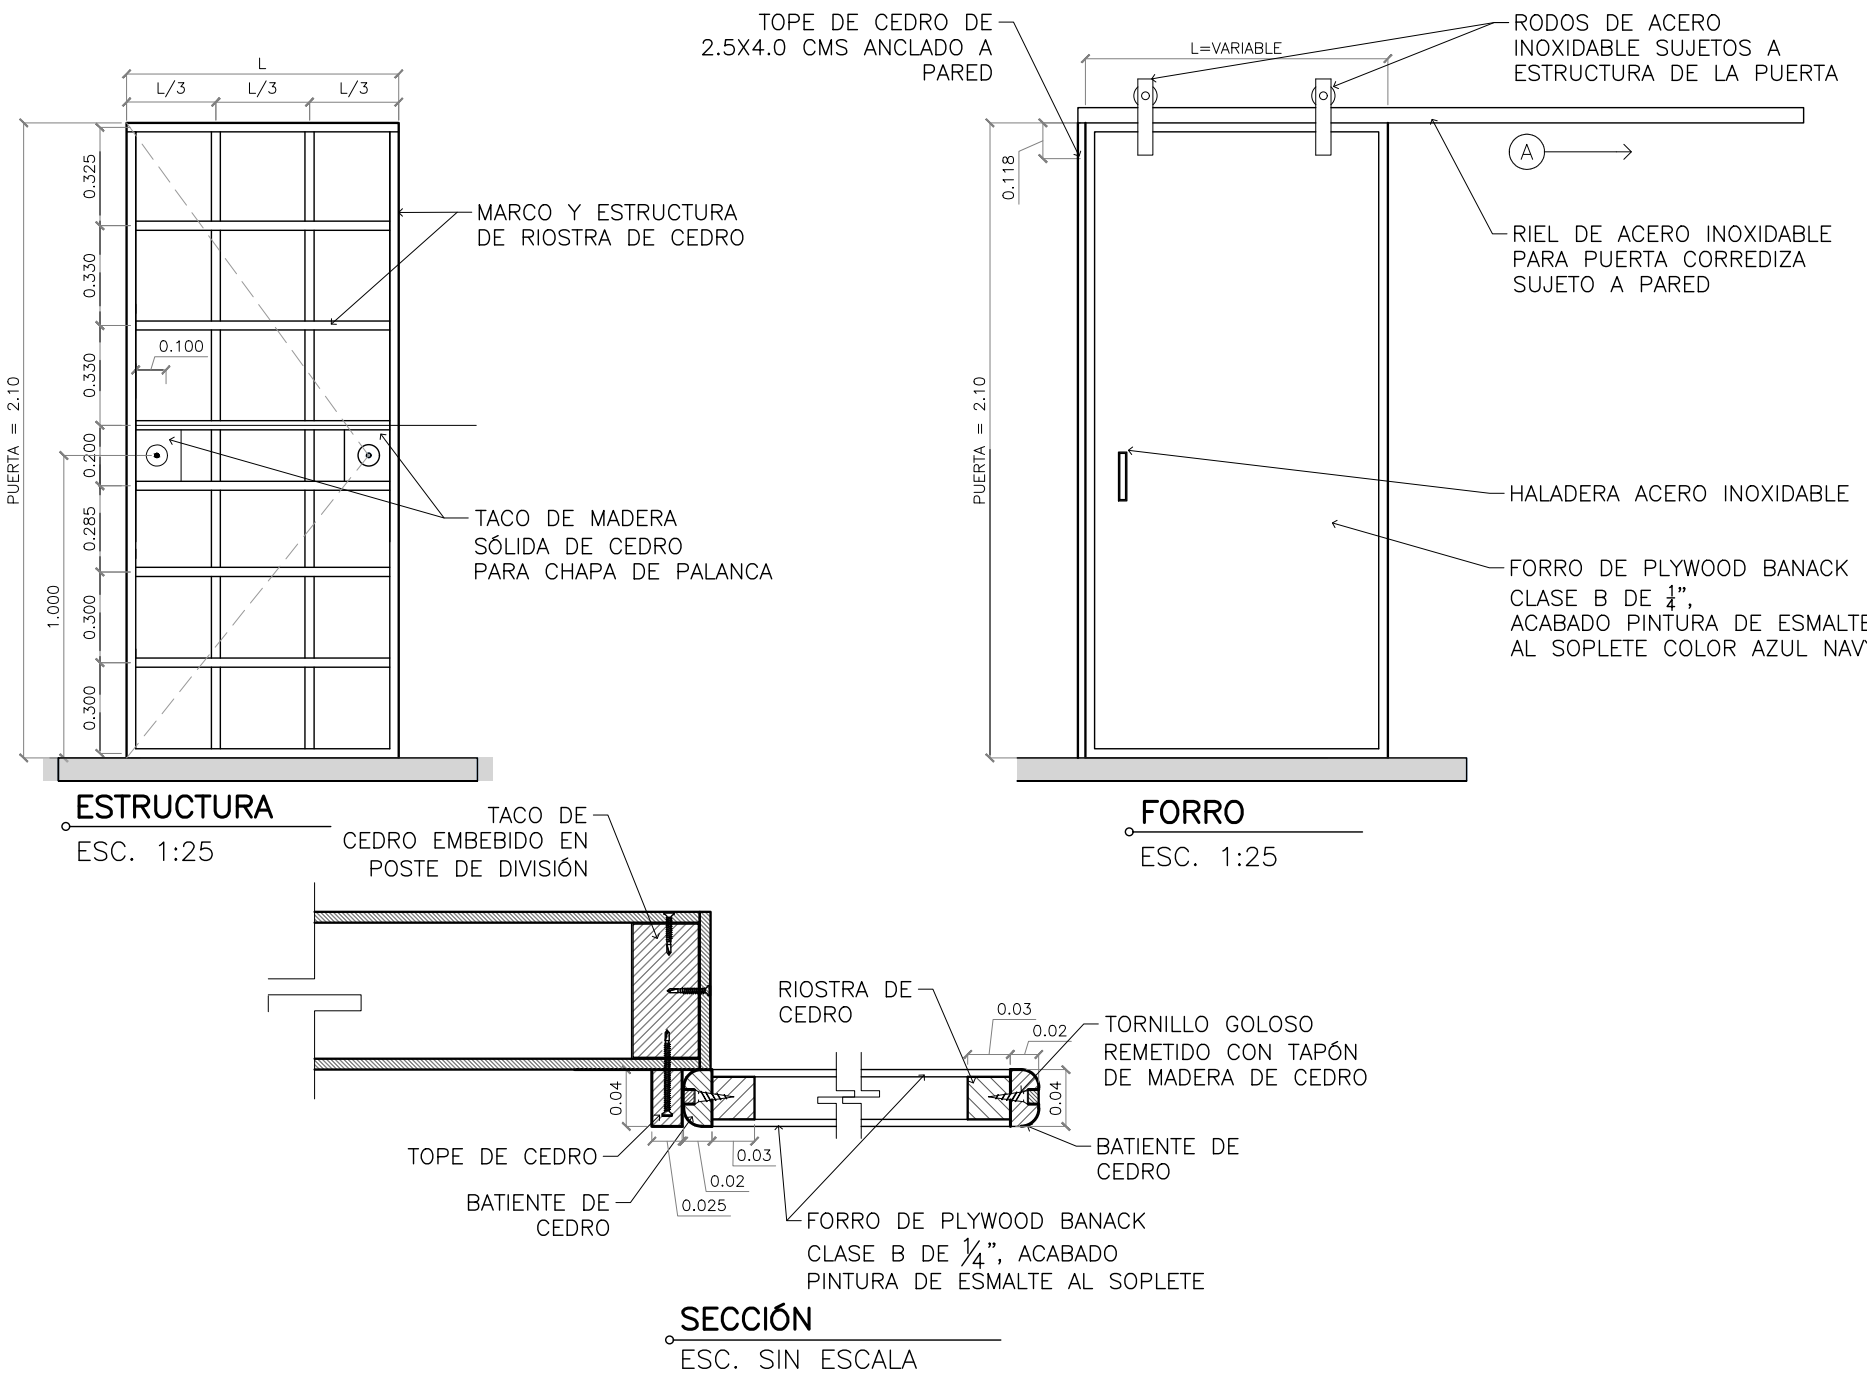 L
L/3
L/3
L/3
PUERTA = 2.10
0.325
0.330
0.330
0.200
0.285
0.300
0.300
1.000
0.100
MARCO Y ESTRUCTURA
DE RIOSTRA DE CEDRO
TACO DE MADERA
SÓLIDA DE CEDRO
PARA CHAPA DE PALANCA
ESTRUCTURA
ESC. 1:25
TOPE DE CEDRO DE
2.5X4.0 CMS ANCLADO A
PARED
L=VARIABLE
RODOS DE ACERO
INOXIDABLE SUJETOS A
ESTRUCTURA DE LA PUERTA
0.118
A
PUERTA = 2.10
RIEL DE ACERO INOXIDABLE
PARA PUERTA CORREDIZA
SUJETO A PARED
HALADERA ACERO INOXIDABLE
FORRO DE PLYWOOD BANACK
CLASE B DE 1/4",
ACABADO PINTURA DE ESMALTE
AL SOPLETE COLOR AZUL NAVY
FORRO
ESC. 1:25
TACO DE
CEDRO EMBEBIDO EN
POSTE DE DIVISIÓN
RIOSTRA DE
CEDRO
0.03
0.02
TORNILLO GOLOSO
REMETIDO CON TAPÓN
DE MADERA DE CEDRO
0.04
0.04
BATIENTE DE
CEDRO
TOPE DE CEDRO
BATIENTE DE
CEDRO
0.03
0.02
0.025
FORRO DE PLYWOOD BANACK
CLASE B DE 1/4", ACABADO
PINTURA DE ESMALTE AL SOPLETE
SECCIÓN
ESC. SIN ESCALA